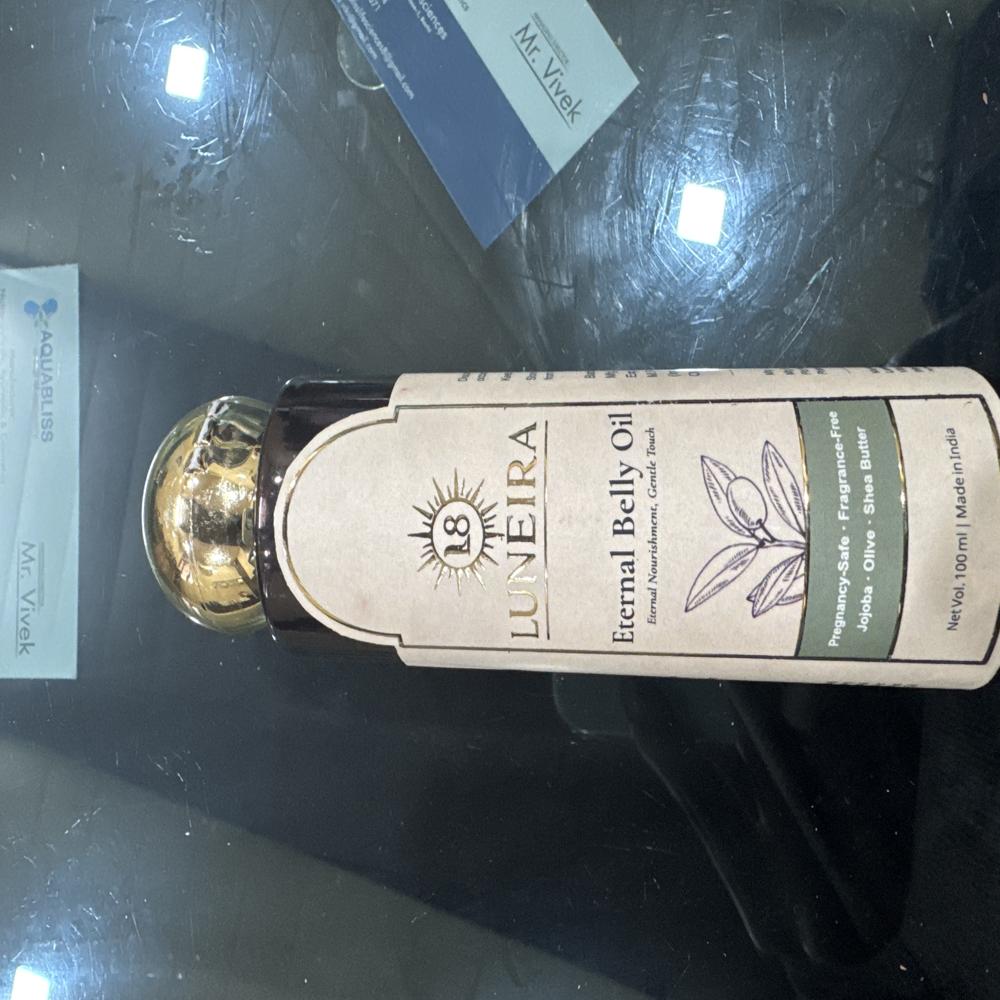 18
LUNEIRA
Eternal Belly Oil
Eternal Nourishment, Gentle Touch
Pregnancy-Safe · Fragrance-Free
Jojoba · Olive · Shea Butter
Net Vol. 100 ml | Made in India
AQUABLISS
Mr. Vivek
Mr. Vivek